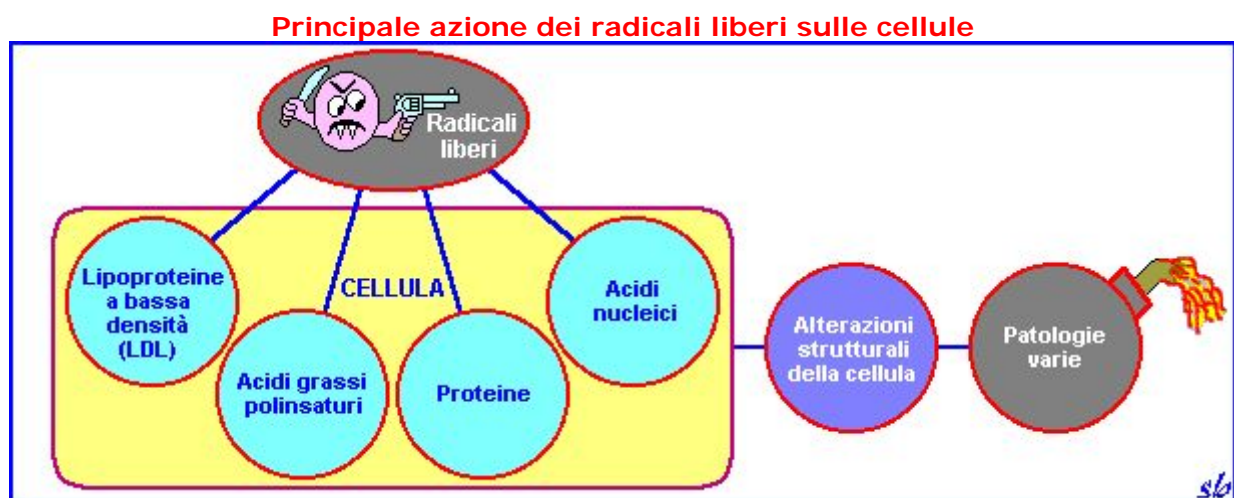 Principale azione dei radicali liberi sulle cellule
Radicali
liberi
Lipoproteine
a bassa
densità
(LDL)
CELLULA
Acidi grassi
polinsaturi
Proteine
Acidi
nucleici
Alterazioni
strutturali
della cellula
Patologie
varie
sb